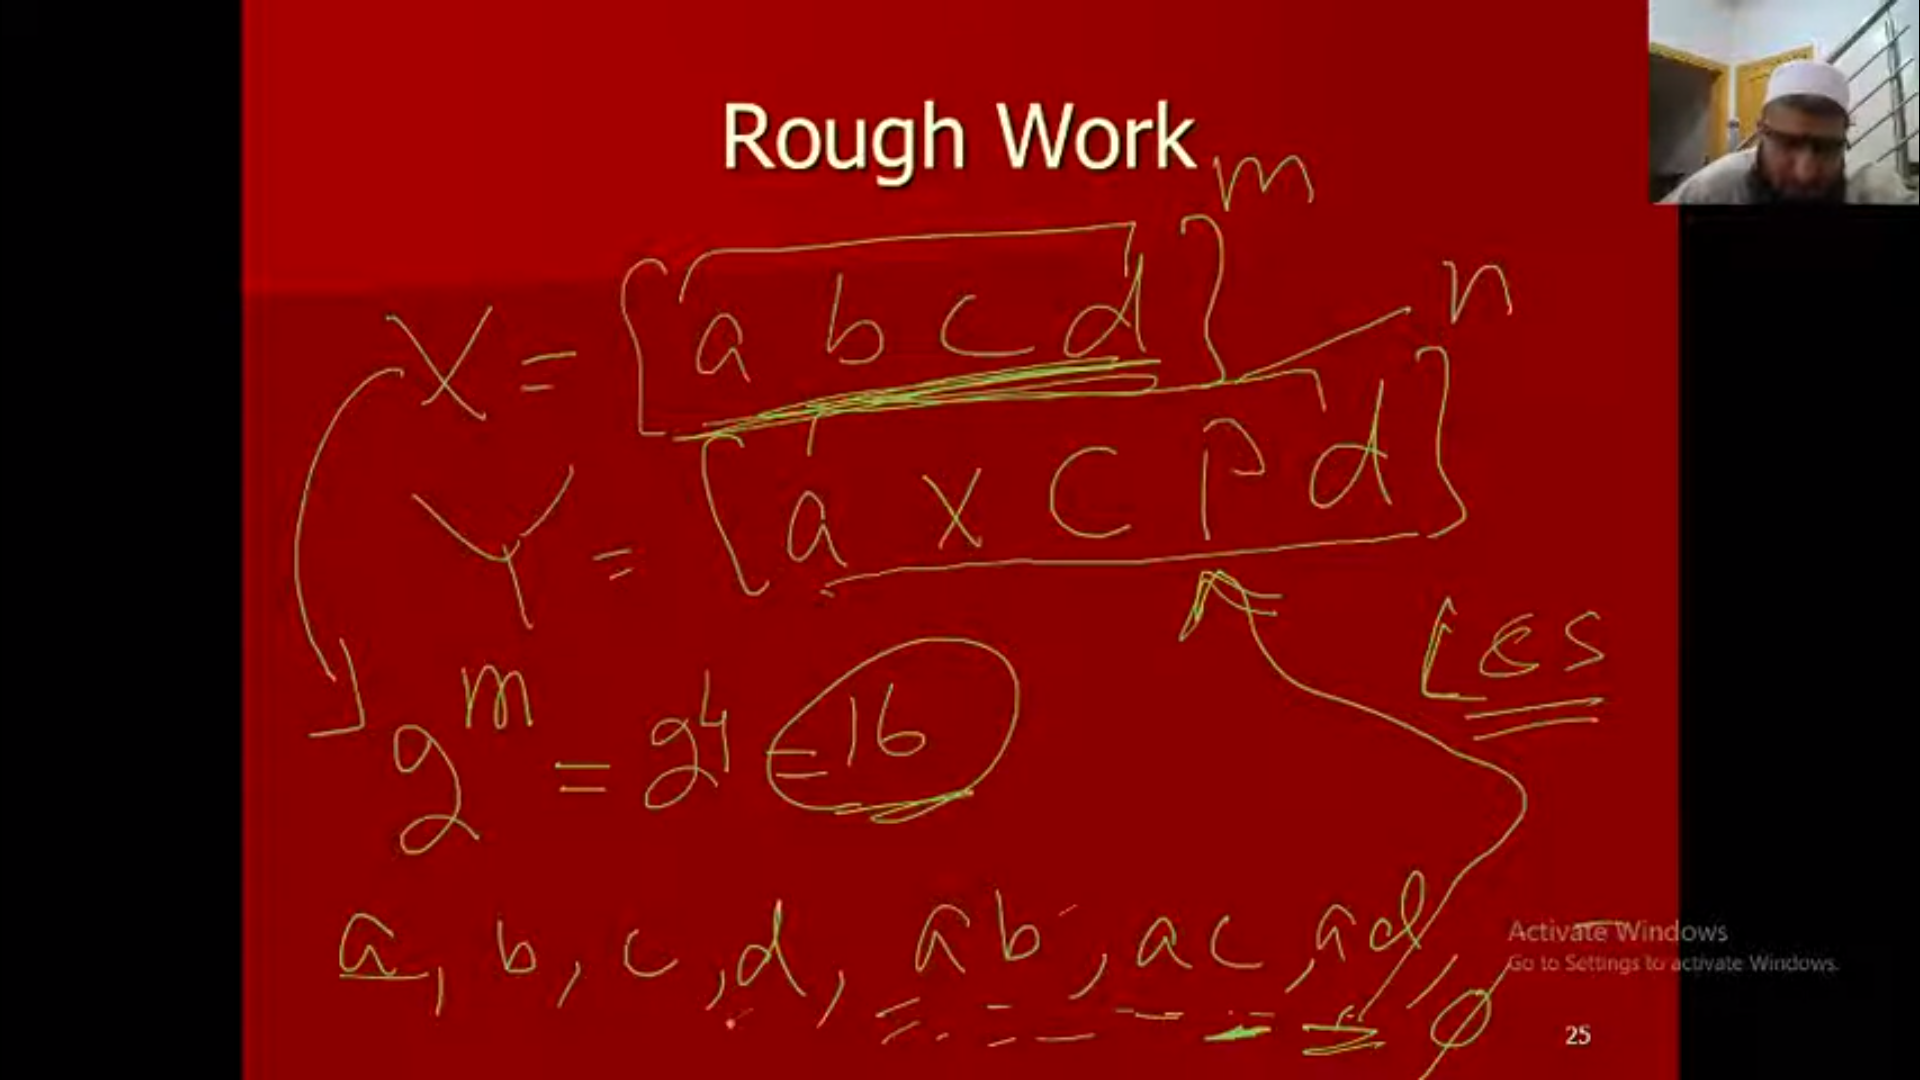 Rough Work
m
X = { a b c d }
n
Y = { a x C P d }
LCS
2^m = 2^4 = 16
a, b, c, d, ab, ac, ad, φ
Activate Windows
Go to Settings to activate Windows.
25